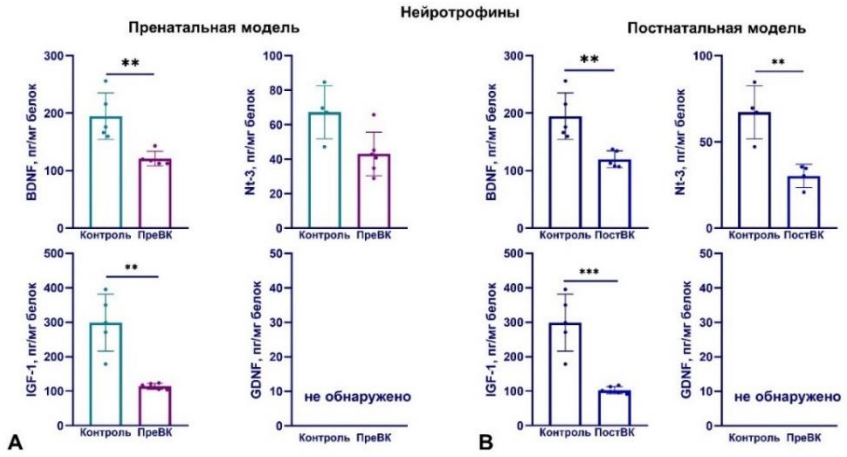 Нейротрофины
Пренатальная модель
Постнатальная модель
BDNF, пг/мг белок
300
200
100
0
**
Контроль ПреВК
Nt-3, пг/мг белок
100
80
60
40
20
0
Контроль ПреВК
BDNF, пг/мг белок
300
200
100
0
**
Контроль ПостВК
Nt-3, пг/мг белок
100
50
0
**
Контроль ПостВК
IGF-1, пг/мг белок
500
400
300
200
100
0
**
Контроль ПреВК
GDNF, пг/мг белок
50
40
30
20
10
0
не обнаружено
Контроль ПреВК
IGF-1, пг/мг белок
500
400
300
200
100
0
***
Контроль ПостВК
GDNF, пг/мг белок
50
40
30
20
10
0
не обнаружено
Контроль ПреВК
А
В